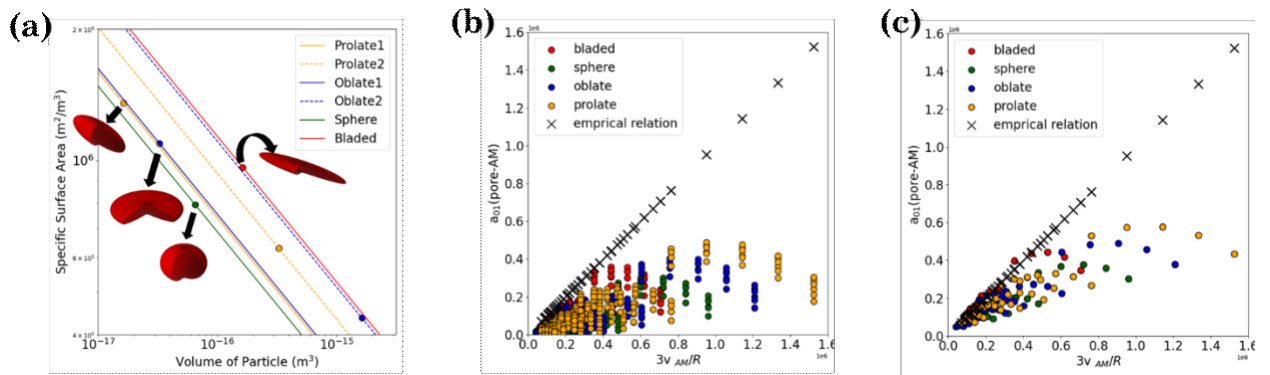 (a)
2 × 10⁶
10⁶
6 × 10⁵
4 × 10⁵
10⁻¹⁷
10⁻¹⁶
10⁻¹⁵
Specific Surface Area (m²/m³)
Volume of Particle (m³)
Prolate1
Prolate2
Oblate1
Oblate2
Sphere
Bladed
(b)
1e6
1.6
1.4
1.2
1.0
0.8
0.6
0.4
0.2
0.0
a₀₁(pore-AM)
bladed
sphere
oblate
prolate
emprical relation
0.0 0.2 0.4 0.6 0.8 1.0 1.2 1.4 1.6
1e6
3v AM/R
(c)
1e6
1.6
1.4
1.2
1.0
0.8
0.6
0.4
0.2
0.0
a₀₁(pore-AM)
bladed
sphere
oblate
prolate
emprical relation
0.0 0.2 0.4 0.6 0.8 1.0 1.2 1.4 1.6
1e6
3v AM/R